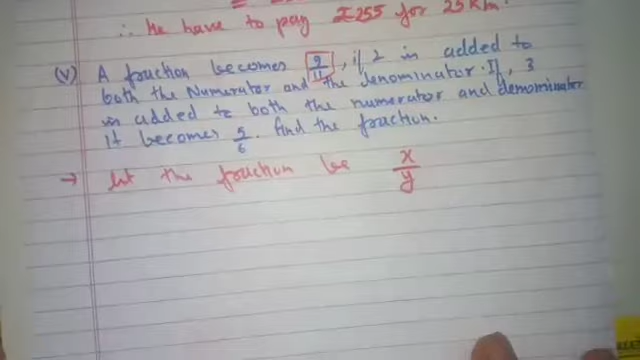 ∴ He have to pay ₹255 for 25 km.
(v) A fraction becomes 9/11, if 2 is added to
both the Numerator and the denominator. If, 3
is added to both the numerator and denominator
it becomes 5/6. find the fraction.
→ let the fraction be x/y